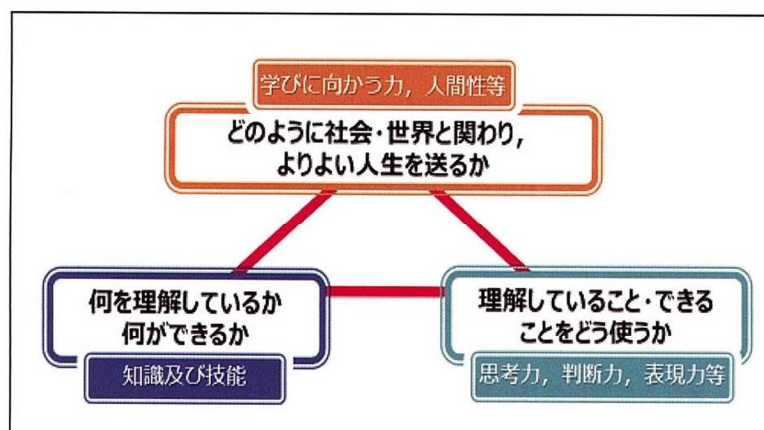 学びに向かう力，人間性等
どのように社会・世界と関わり，
よりよい人生を送るか
何を理解しているか
何ができるか
知識及び技能
理解していること・できる
ことをどう使うか
思考力，判断力，表現力等